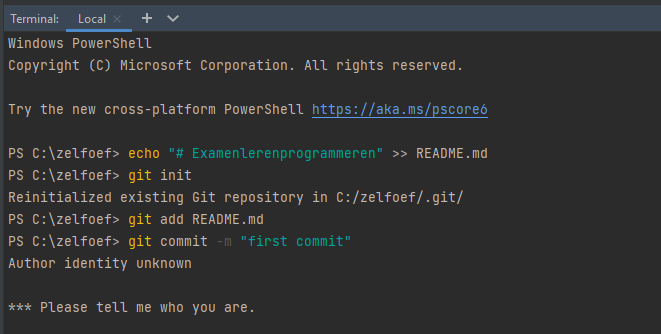 Terminal: Local × + ⌄
Windows PowerShell
Copyright (C) Microsoft Corporation. All rights reserved.
Try the new cross-platform PowerShell https://aka.ms/pscore6
PS C:\zelfoef> echo "# Examenlerenprogrammeren" >> README.md
PS C:\zelfoef> git init
Reinitialized existing Git repository in C:/zelfoef/.git/
PS C:\zelfoef> git add README.md
PS C:\zelfoef> git commit -m "first commit"
Author identity unknown
*** Please tell me who you are.